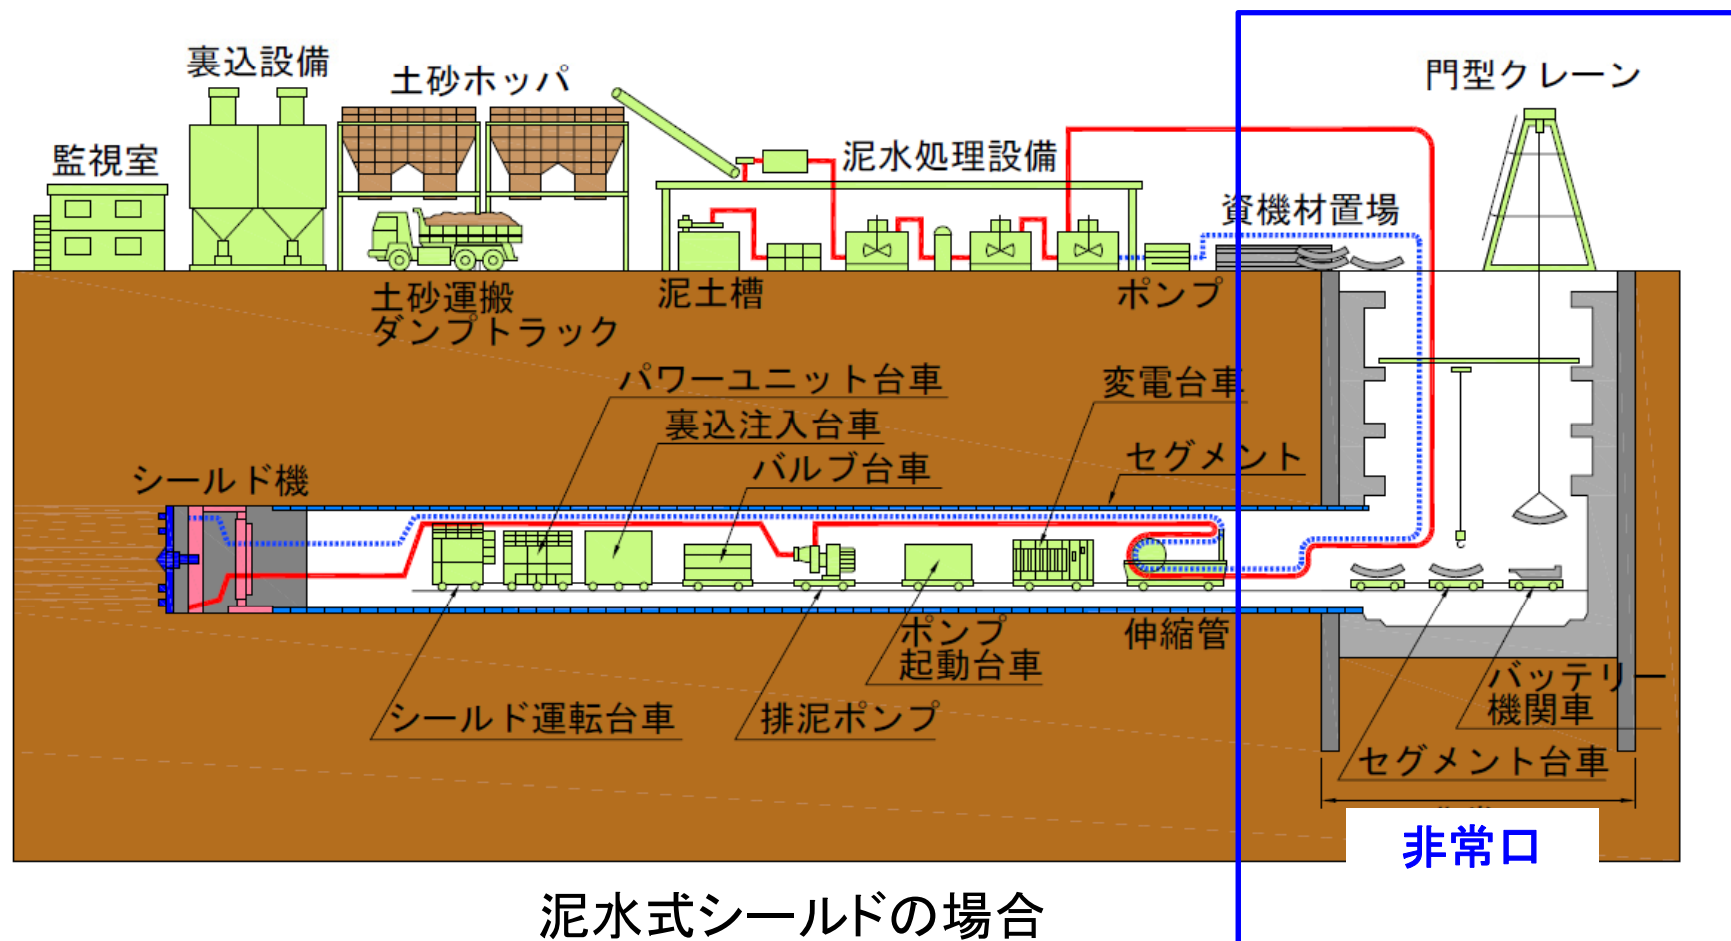 裏込設備
土砂ホッパ
門型クレーン
監視室
泥水処理設備
資機材置場
土砂運搬
ダンプトラック
泥土槽
ポンプ
パワーユニット台車
変電台車
裏込注入台車
セグメント
バルブ台車
シールド機
ポンプ
起動台車
伸縮管
シールド運転台車
排泥ポンプ
バッテリー
機関車
セグメント台車
非常口
泥水式シールドの場合